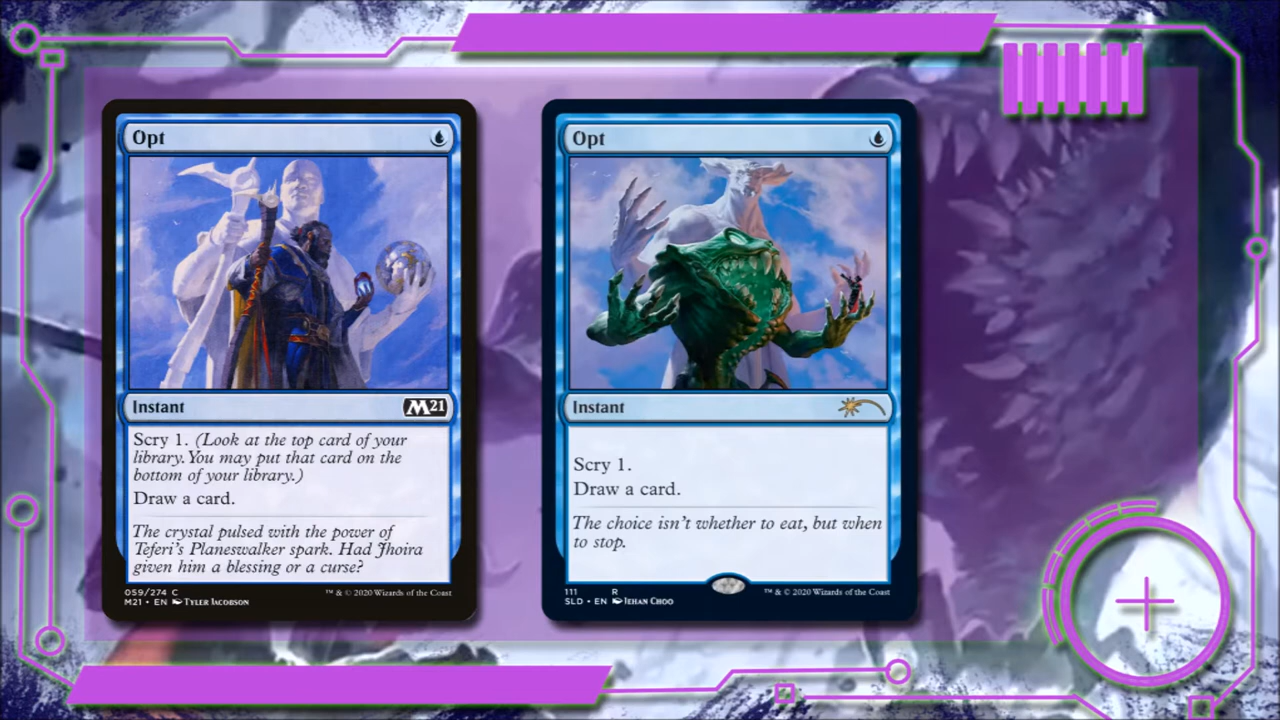 Opt
Instant
M21
Scry 1. (Look at the top card of your
library. You may put that card on the
bottom of your library.)
Draw a card.
The crystal pulsed with the power of
Teferi's Planeswalker spark. Had Jhoira
given him a blessing or a curse?
059/274 C
M21 • EN TYLER JACOBSON
™ & © 2020 Wizards of the Coast
Opt
Instant
Scry 1.
Draw a card.
The choice isn't whether to eat, but when
to stop.
111 R
SLD • EN JEHAN CHOO
™ & © 2020 Wizards of the Coast